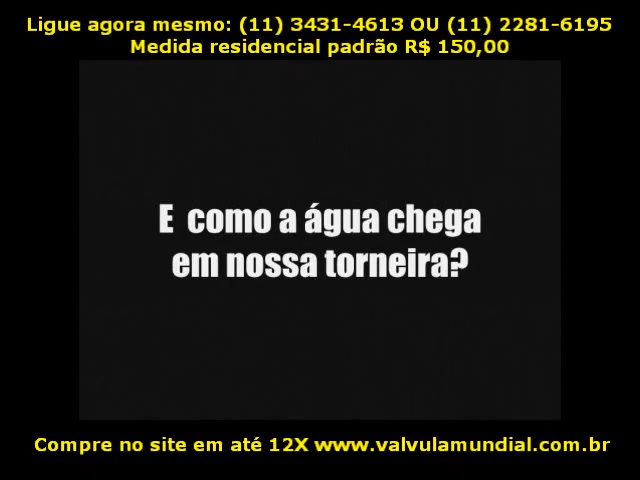 Ligue agora mesmo: (11) 3431-4613 OU (11) 2281-6195
Medida residencial padrão R$ 150,00
E como a água chega
em nossa torneira?
Compre no site em até 12X www.valvulamundial.com.br